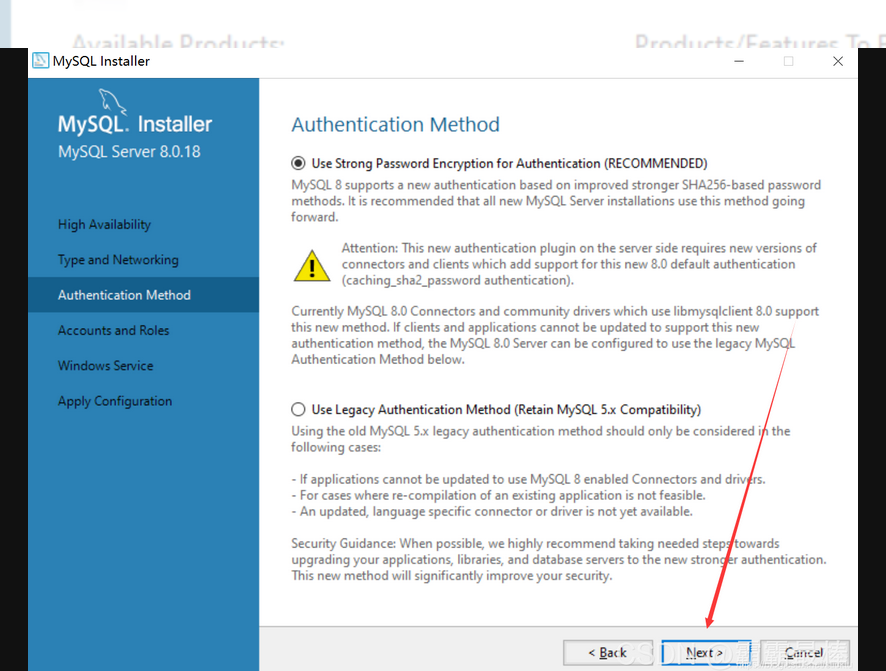 Available Products:
Products/Features To
MySQL Installer
MySQL. Installer
MySQL Server 8.0.18
High Availability
Type and Networking
Authentication Method
Accounts and Roles
Windows Service
Apply Configuration
Authentication Method
Use Strong Password Encryption for Authentication (RECOMMENDED)
MySQL 8 supports a new authentication based on improved stronger SHA256-based password
methods. It is recommended that all new MySQL Server installations use this method going
forward.
Attention: This new authentication plugin on the server side requires new versions of
connectors and clients which add support for this new 8.0 default authentication
(caching_sha2_password authentication).
Currently MySQL 8.0 Connectors and community drivers which use libmysqlclient 8.0 support
this new method. If clients and applications cannot be updated to support this new
authentication method, the MySQL 8.0 Server can be configured to use the legacy MySQL
Authentication Method below.
Use Legacy Authentication Method (Retain MySQL 5.x Compatibility)
Using the old MySQL 5.x legacy authentication method should only be considered in the
following cases:
- If applications cannot be updated to use MySQL 8 enabled Connectors and drivers.
- For cases where re-compilation of an existing application is not feasible.
- An updated, language specific connector or driver is not yet available.
Security Guidance: When possible, we highly recommend taking needed steps towards
upgrading your applications, libraries, and database servers to the new stronger authentication.
This new method will significantly improve your security.
< Back
Next >
Cancel